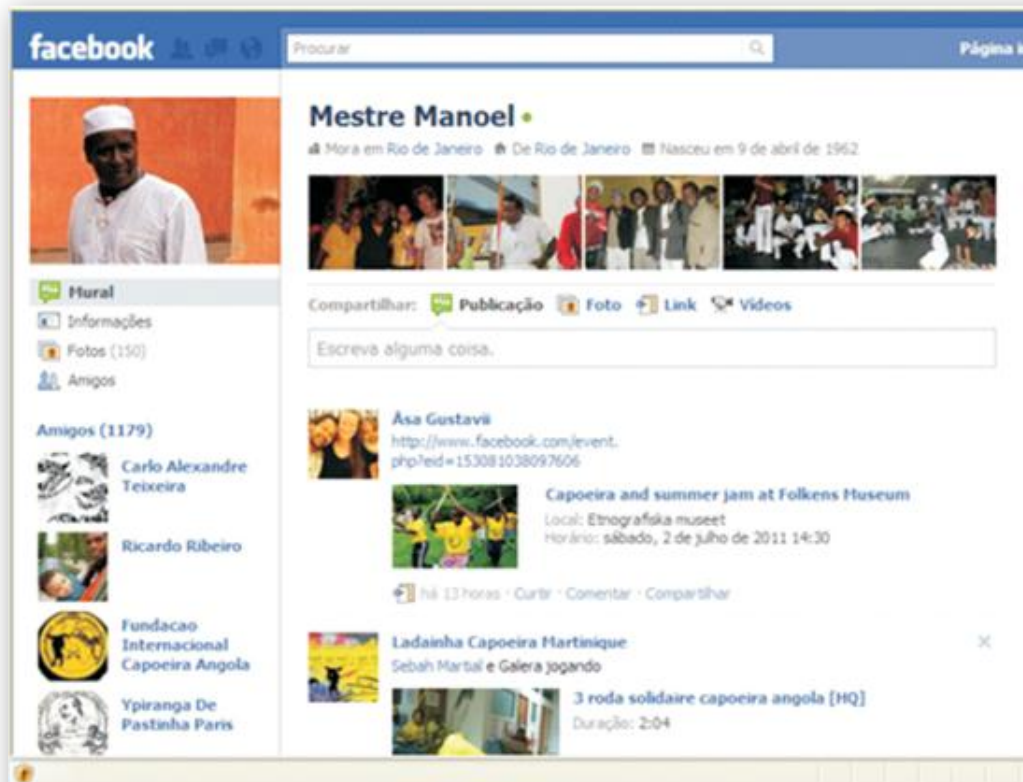 facebook
Procurar
Página i
Mestre Manoel
Mora em Rio de Janeiro De Rio de Janeiro Nasceu em 9 de abril de 1962
Mural
Informações
Fotos (150)
Amigos
Amigos (1179)
Carlo Alexandre
Teixeira
Ricardo Ribeiro
Fundacao
Internacional
Capoeira Angola
Ypiranga De
Pastinha Paris
Compartilhar: Publicação Foto Link Vídeos
Escreva alguma coisa.
Åsa Gustavii
http://www.facebook.com/event.
php?eid=153081038097606
Capoeira and summer jam at Folkens Museum
Local: Etnografiska museet
Horário: sábado, 2 de julho de 2011 14:30
há 13 horas · Curtir · Comentar · Compartilhar
Ladainha Capoeira Martinique
Sebah Martial e Galera jogando
3 roda solidaire capoeira angola [HQ]
Duração: 2:04